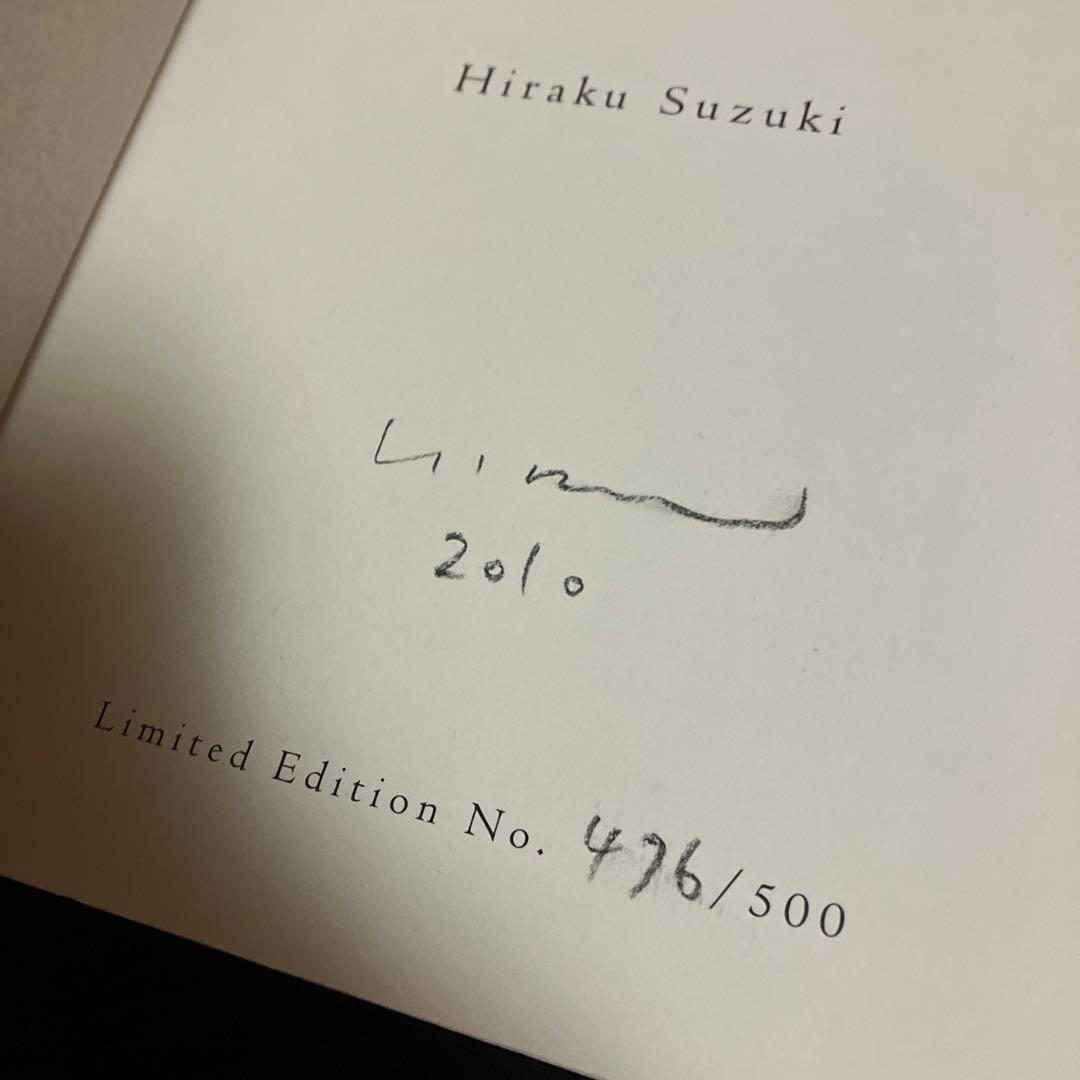 Hiraku Suzuki
2010
Limited Edition No. 476/500